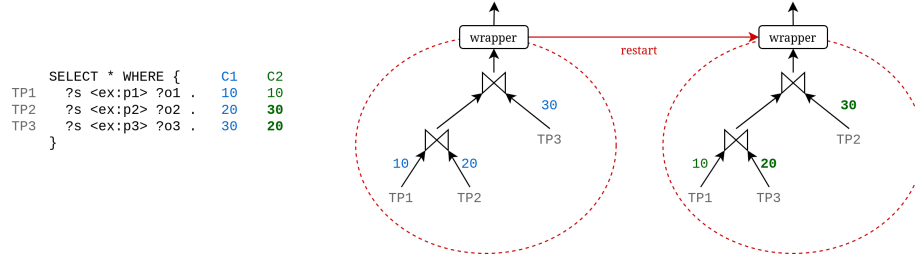 wrapper wrapper
restart
SELECT * WHERE { C1 C2
TP1 ?s <ex:p1> ?o1 . 10 10
TP2 ?s <ex:p2> ?o2 . 20 30
TP3 ?s <ex:p3> ?o3 . 30 20
}
30 30
TP3 TP2
10 20 10 20
TP1 TP2 TP1 TP3